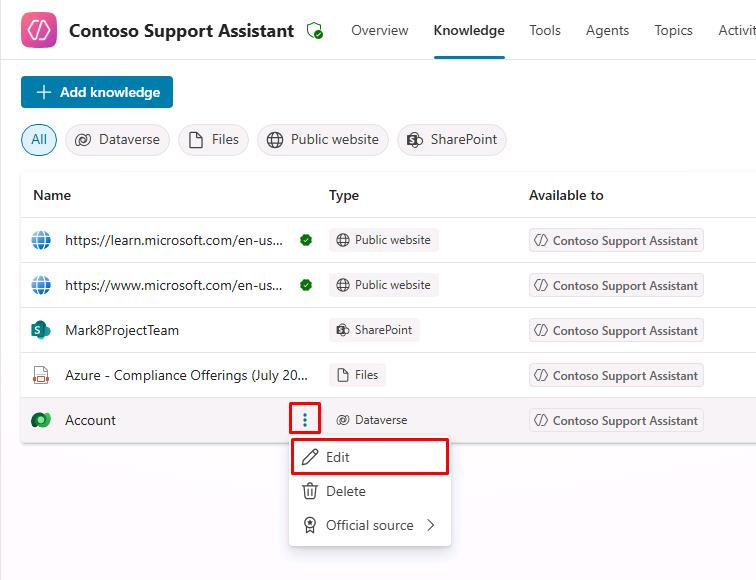 Contoso Support Assistant Overview Knowledge Tools Agents Topics Activit
Add knowledge
All Dataverse Files Public website SharePoint
Name Type Available to
https://learn.microsoft.com/en-us... Public website Contoso Support Assistant
https://www.microsoft.com/en-us... Public website Contoso Support Assistant
Mark8ProjectTeam SharePoint Contoso Support Assistant
Azure - Compliance Offerings (July 20... Files Contoso Support Assistant
Account Dataverse Contoso Support Assistant
Edit
Delete
Official source